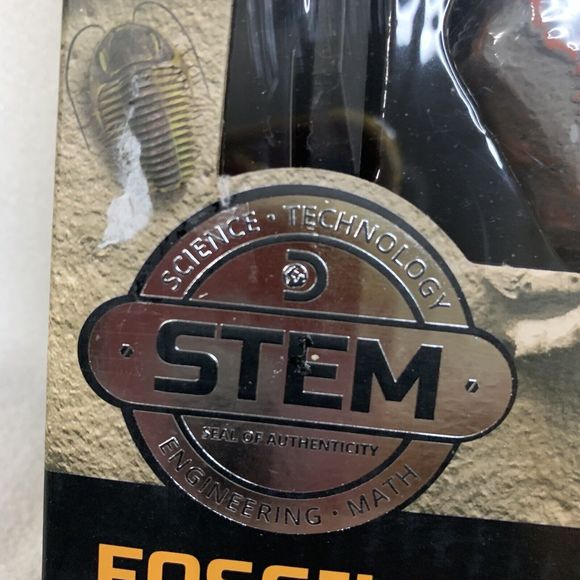 SCIENCE • TECHNOLOGY
D
STEM
SEAL OF AUTHENTICITY
ENGINEERING • MATH